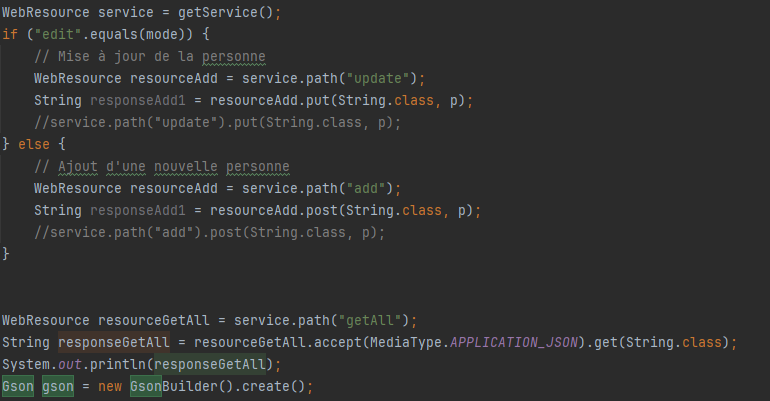 WebResource service = getService();
if ("edit".equals(mode)) {
// Mise à jour de la personne
WebResource resourceAdd = service.path("update");
String responseAdd1 = resourceAdd.put(String.class, p);
//service.path("update").put(String.class, p);
} else {
// Ajout d'une nouvelle personne
WebResource resourceAdd = service.path("add");
String responseAdd1 = resourceAdd.post(String.class, p);
//service.path("add").post(String.class, p);
}
WebResource resourceGetAll = service.path("getAll");
String responseGetAll = resourceGetAll.accept(MediaType.APPLICATION_JSON).get(String.class);
System.out.println(responseGetAll);
Gson gson = new GsonBuilder().create();